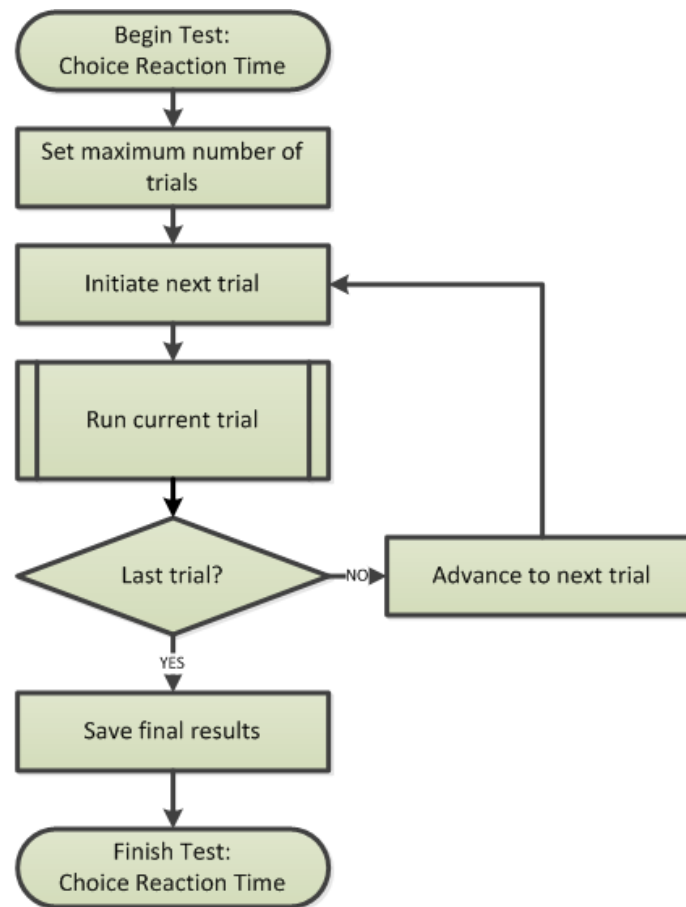 Begin Test:
Choice Reaction Time
Set maximum number of
trials
Initiate next trial
Run current trial
Last trial?
NO
Advance to next trial
YES
Save final results
Finish Test:
Choice Reaction Time